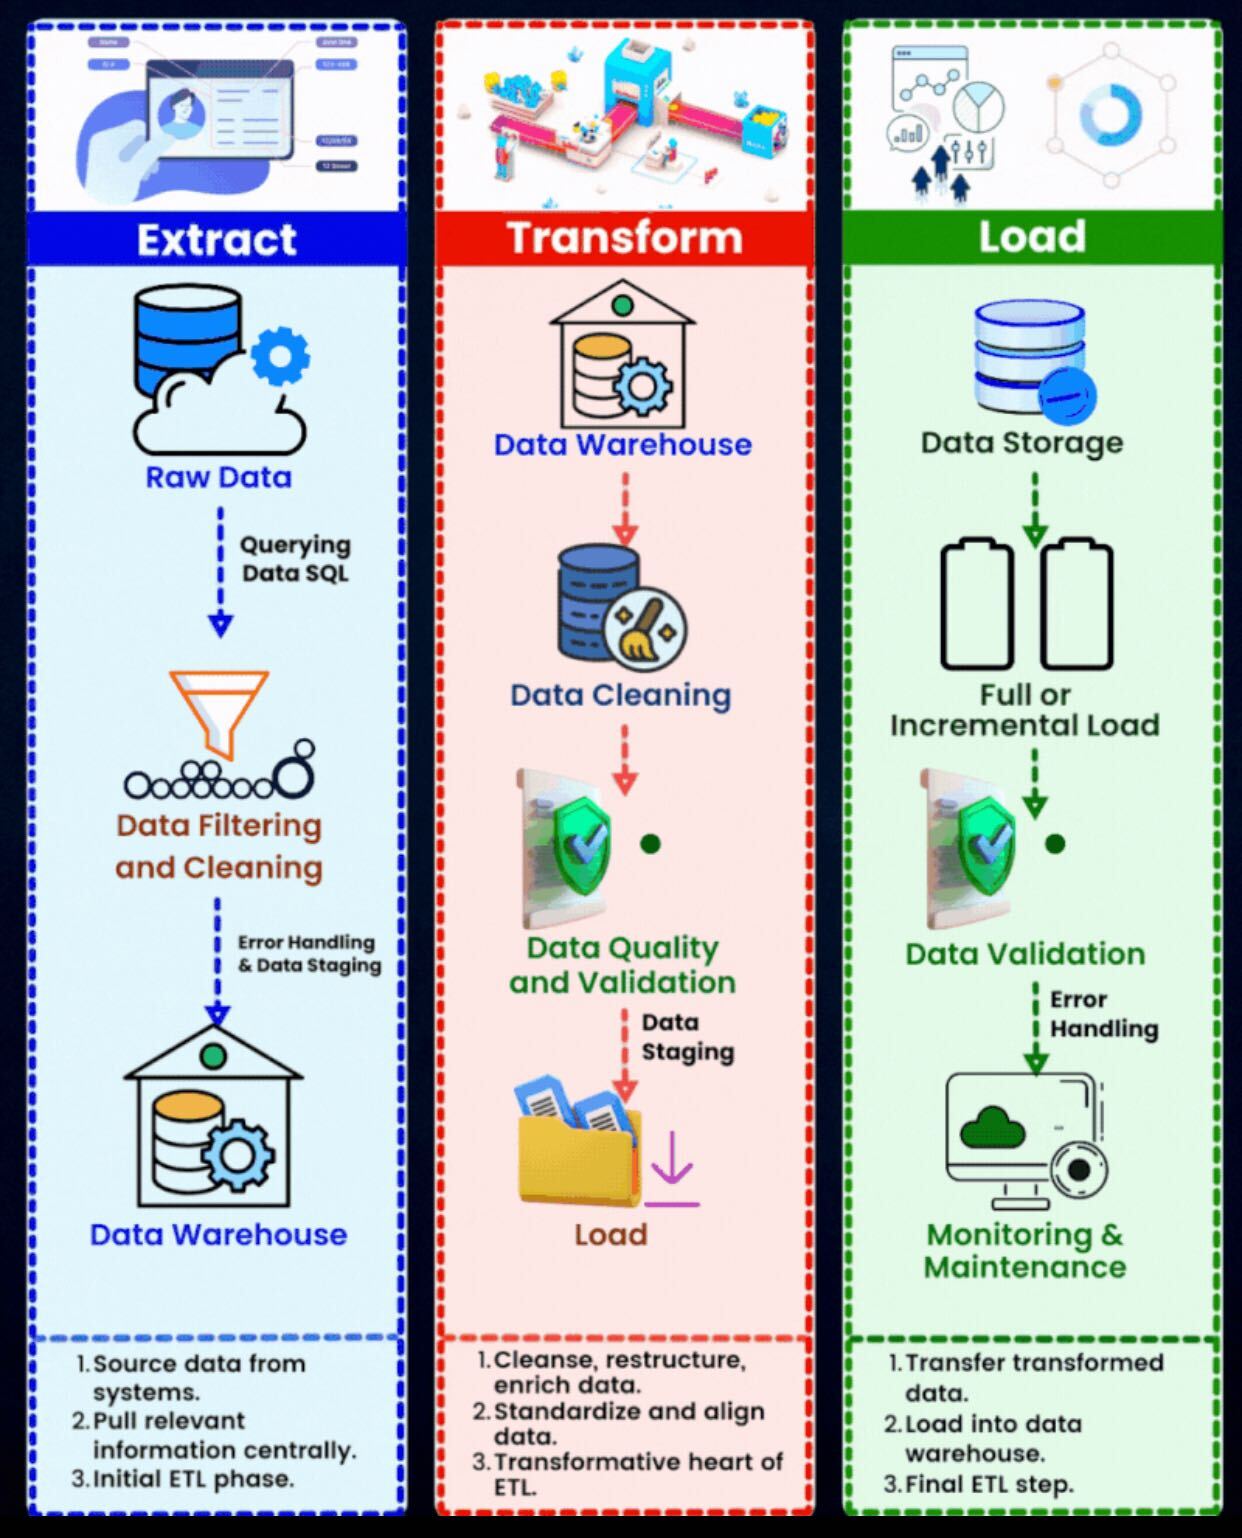 Extract
Raw Data
Querying
Data SQL
Data Filtering
and Cleaning
Error Handling
& Data Staging
Data Warehouse
1. Source data from
systems.
2. Pull relevant
information centrally.
3. Initial ETL phase.
Transform
Data Warehouse
Data Cleaning
Data Quality
and Validation
Data
Staging
Load
1. Cleanse, restructure,
enrich data.
2. Standardize and align
data.
3. Transformative heart of
ETL.
Load
Data Storage
Full or
Incremental Load
Data Validation
Error
Handling
Monitoring &
Maintenance
1. Transfer transformed
data.
2. Load into data
warehouse.
3. Final ETL step.